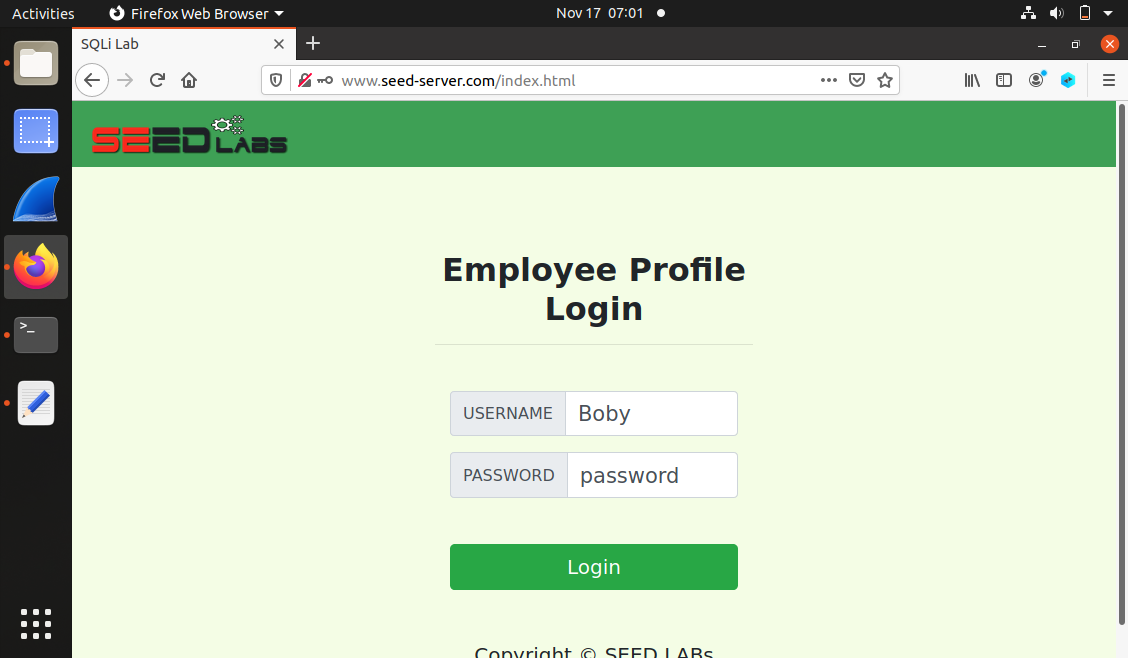 Activities Firefox Web Browser Nov 17 07:01
SQLi Lab
www.seed-server.com/index.html
SEED LABS
Employee Profile
Login
USERNAME Boby
PASSWORD password
Login
Copyright © SEED LABs
>_